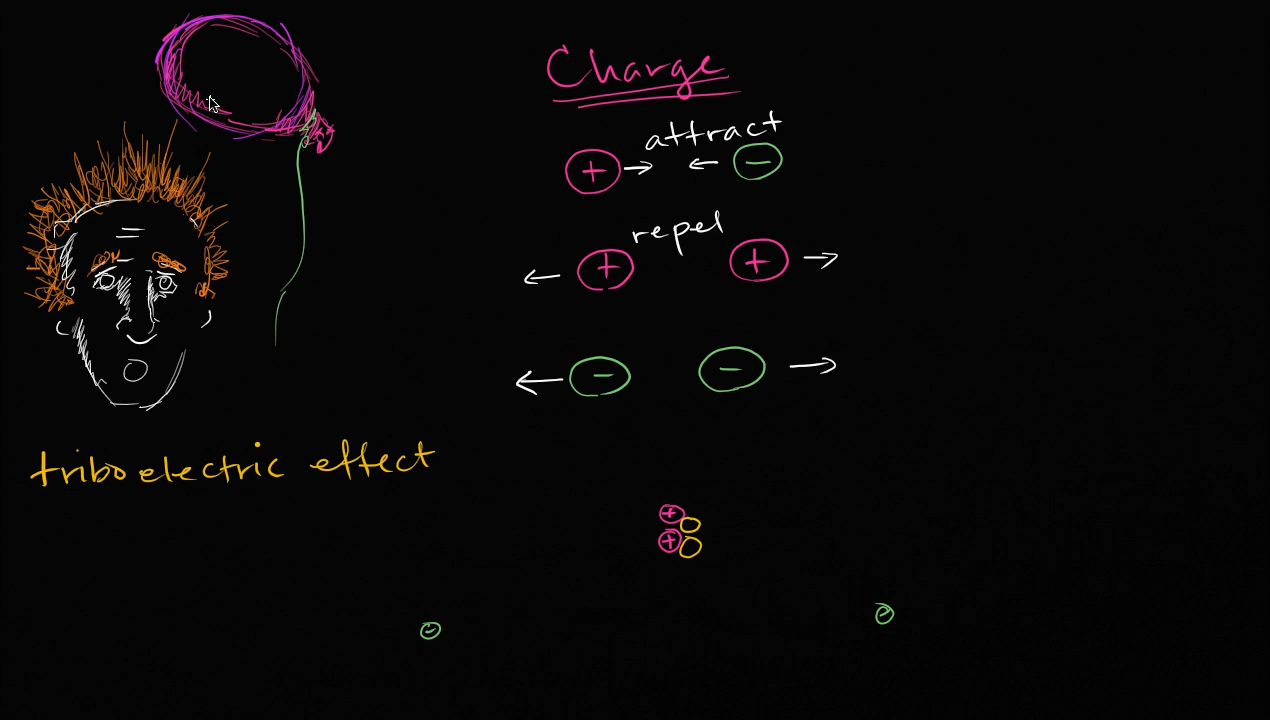 Charge
attract
+ → ← -
repel
← + + →
← - - →
triboelectric effect
+
+
- -